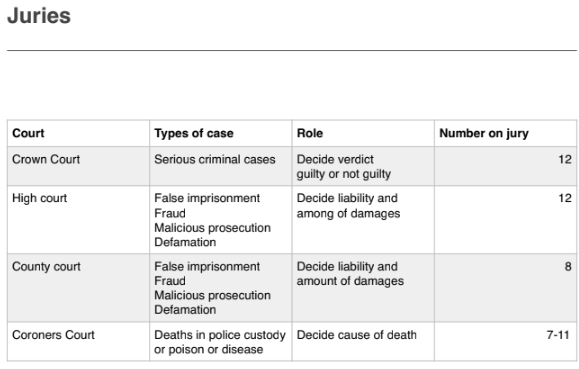 Juries
Court Types of case Role Number on jury
Crown Court Serious criminal cases Decide verdict 12
guilty or not guilty
High court False imprisonment Decide liability and 12
Fraud among of damages
Malicious prosecution
Defamation
County court False imprisonment Decide liability and 8
Fraud amount of damages
Malicious prosecution
Defamation
Coroners Court Deaths in police custody Decide cause of death 7-11
or poison or disease